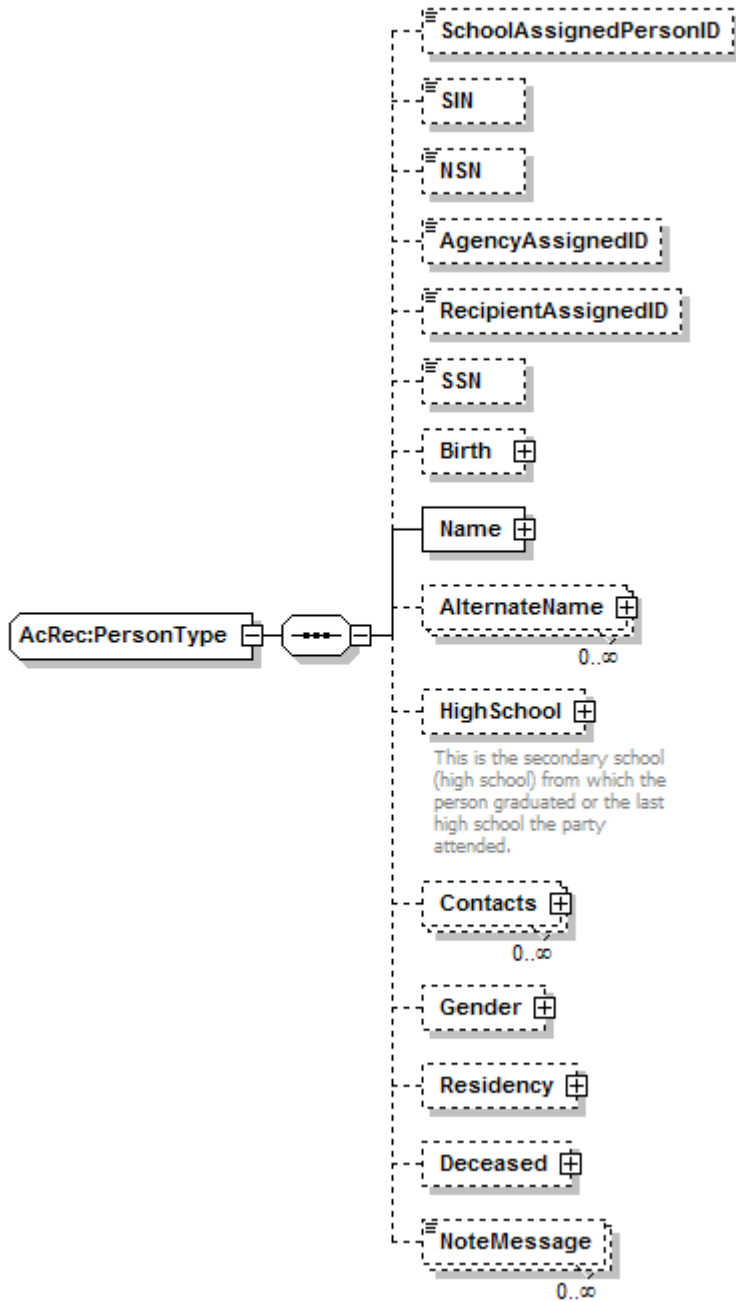 SchoolAssignedPersonID
SIN
NSN
AgencyAssignedID
RecipientAssignedID
SSN
Birth
Name
AlternateName
0..∞
AcRec:PersonType
HighSchool
This is the secondary school
(high school) from which the
person graduated or the last
high school the party
attended.
Contacts
0..∞
Gender
Residency
Deceased
NoteMessage
0..∞